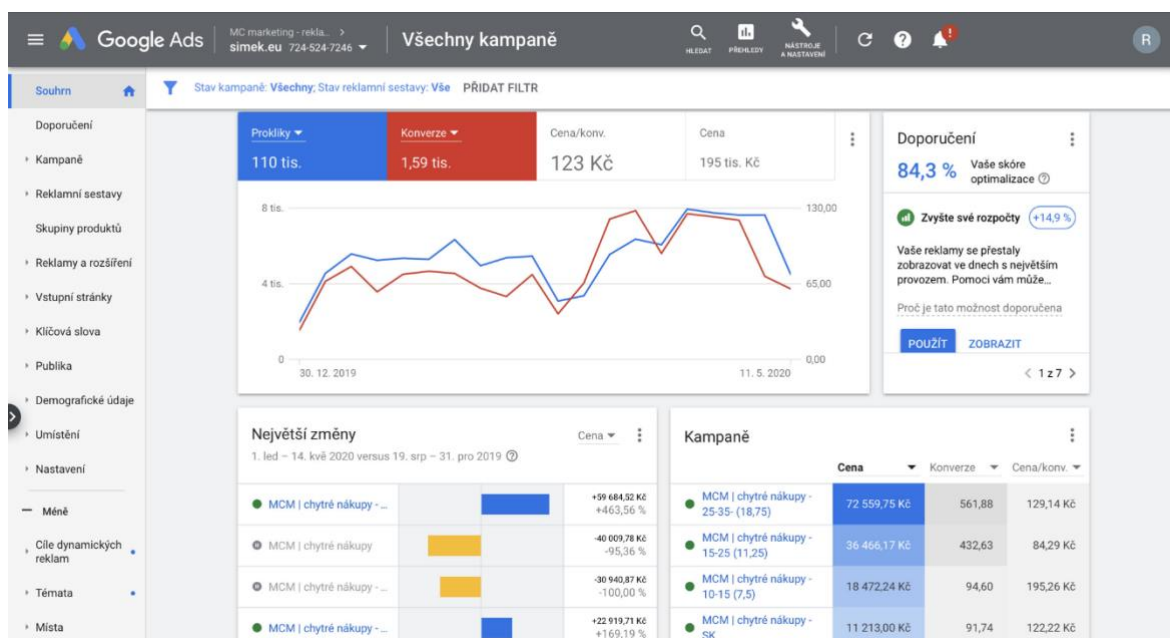 Google Ads
MC marketing - rekla... >
simek.eu 724-524-7246
Všechny kampaně
HLEDAT
PŘEHLEDY
NÁSTROJE
A NASTAVENÍ
!
R
Souhrn
Stav kampaně: Všechny; Stav reklamní sestavy: Vše PŘIDAT FILTR
Doporučení
Kampaně
Reklamní sestavy
Skupiny produktů
Reklamy a rozšíření
Vstupní stránky
Klíčová slova
Publika
Demografické údaje
Umístění
Nastavení
Méně
Cíle dynamických
reklam
Témata
Místa
Prokliky
110 tis.
Konverze
1,59 tis.
Cena/konv.
123 Kč
Cena
195 tis. Kč
8 tis.
130,00
4 tis.
65,00
0
0,00
30. 12. 2019
11. 5. 2020
Doporučení
84,3 %
Vaše skóre
optimalizace
Zvyšte své rozpočty +14,9 %
Vaše reklamy se přestaly
zobrazovat ve dnech s největším
provozem. Pomoci vám může...
Proč je tato možnost doporučena
POUŽÍT ZOBRAZIT
< 1 z 7 >
Největší změny
Cena
1. led – 14. kvě 2020 versus 19. srp – 31. pro 2019
MCM | chytré nákupy - ...
+59 684,52 Kč
+463,56 %
MCM | chytré nákupy
-40 009,78 Kč
-95,36 %
MCM | chytré nákupy - ...
-30 940,87 Kč
-100,00 %
MCM | chytré nákupy - ...
+22 919,71 Kč
+169,19 %
Kampaně
Cena Konverze Cena/konv.
MCM | chytré nákupy -
25-35- (18,75)
72 559,75 Kč 561,88 129,14 Kč
MCM | chytré nákupy -
15-25 (11,25)
36 466,17 Kč 432,63 84,29 Kč
MCM | chytré nákupy -
10-15 (7,5)
18 472,24 Kč 94,60 195,26 Kč
MCM | chytré nákupy -
SK
11 213,00 Kč 91,74 122,22 Kč